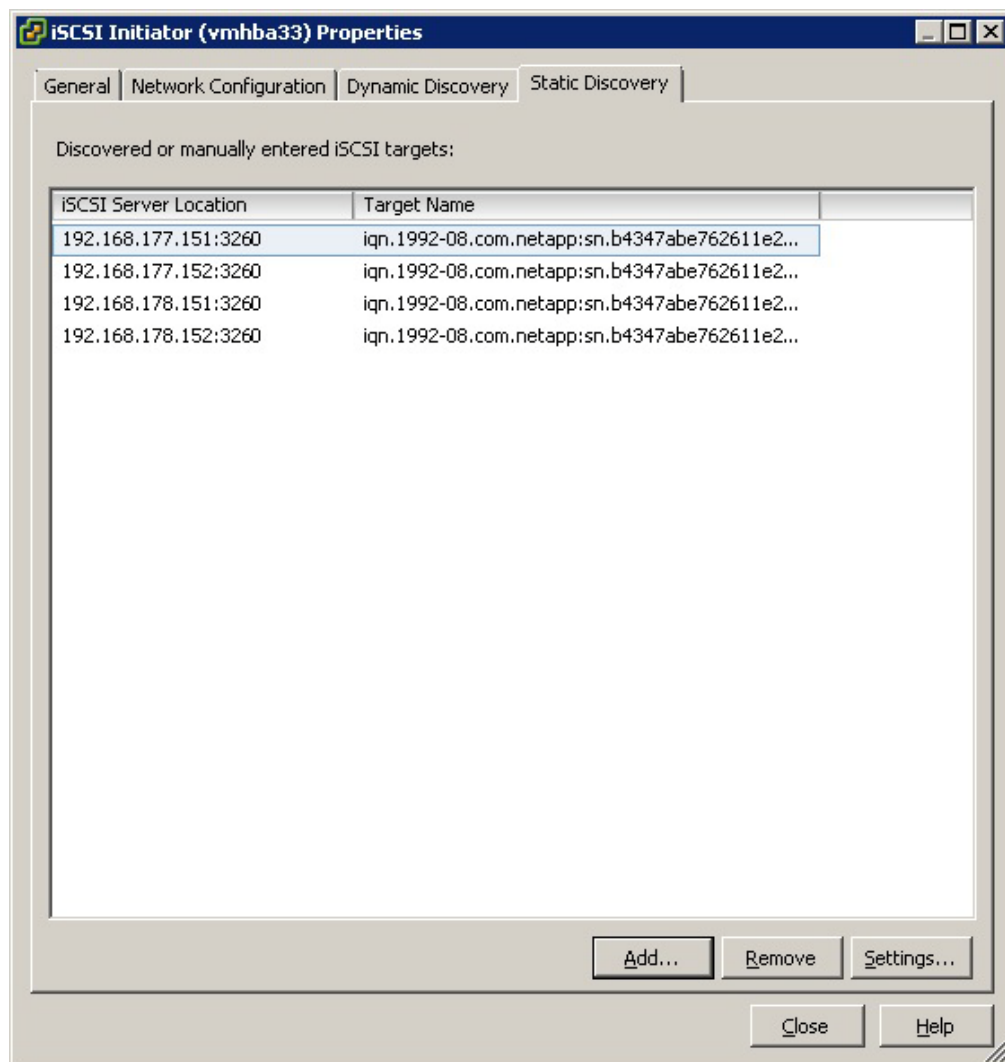 iSCSI Initiator (vmhba33) Properties
General Network Configuration Dynamic Discovery Static Discovery
Discovered or manually entered iSCSI targets:
iSCSI Server Location Target Name
192.168.177.151:3260 iqn.1992-08.com.netapp:sn.b4347abe762611e2...
192.168.177.152:3260 iqn.1992-08.com.netapp:sn.b4347abe762611e2...
192.168.178.151:3260 iqn.1992-08.com.netapp:sn.b4347abe762611e2...
192.168.178.152:3260 iqn.1992-08.com.netapp:sn.b4347abe762611e2...
Add... Remove Settings...
Close Help